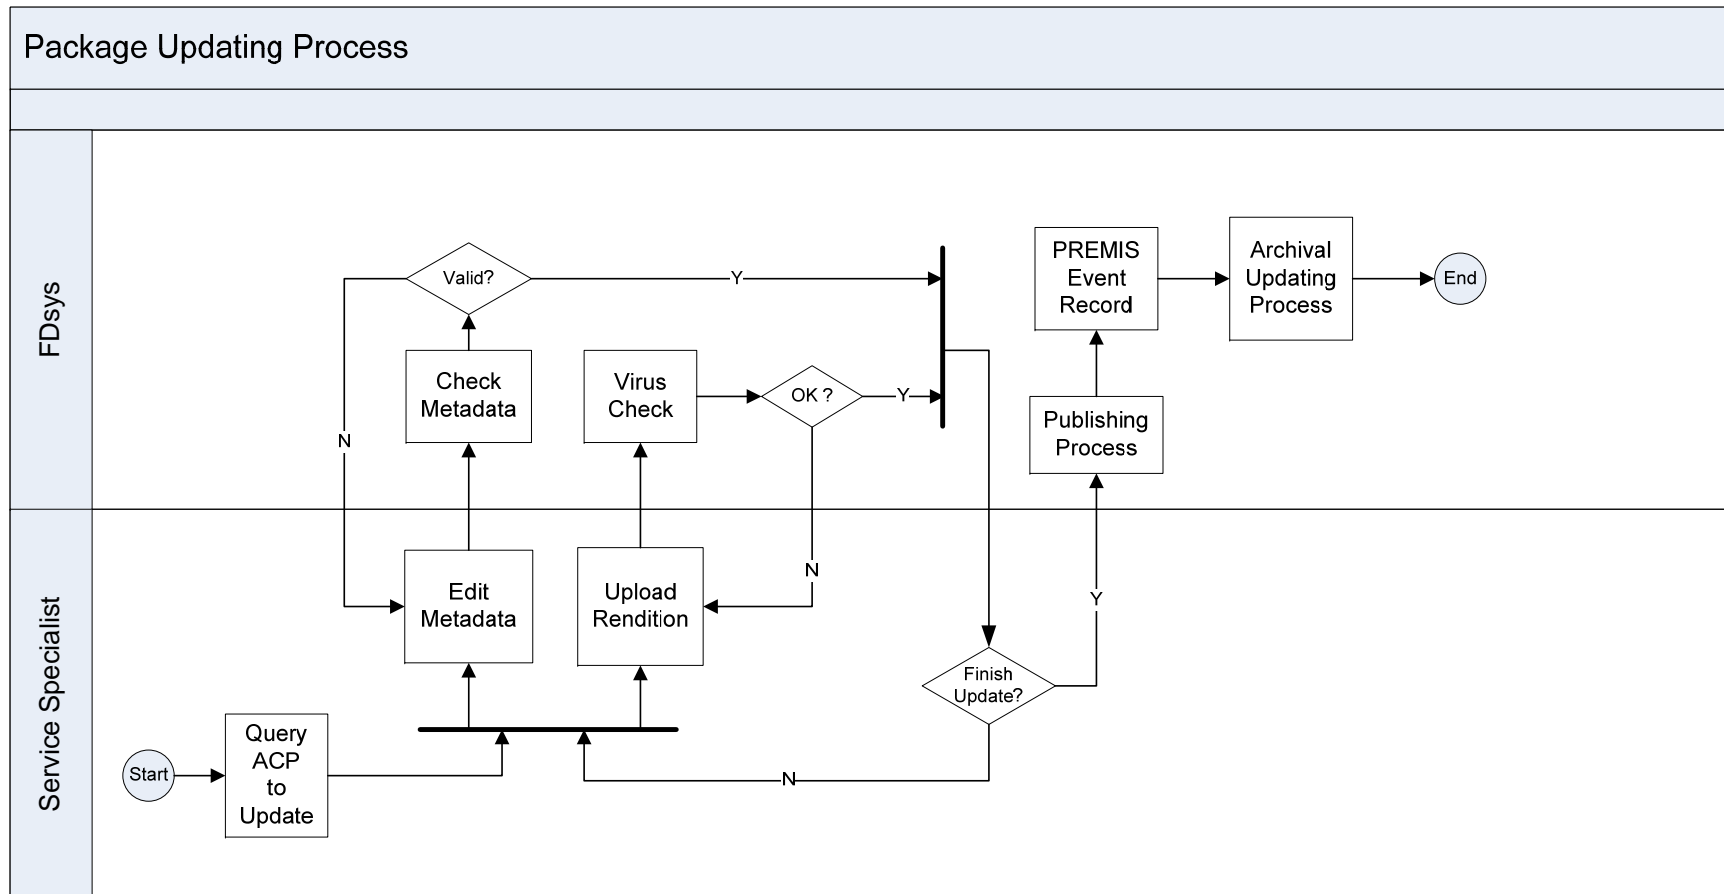 Package Updating Process
FDsys
Valid?
Y
PREMIS
Event
Record
Archival
Updating
Process
End
Check
Metadata
Virus
Check
OK ?
Y
N
Publishing
Process
Service Specialist
Edit
Metadata
Upload
Rendition
N
Y
Finish
Update?
Start
Query
ACP
to
Update
N